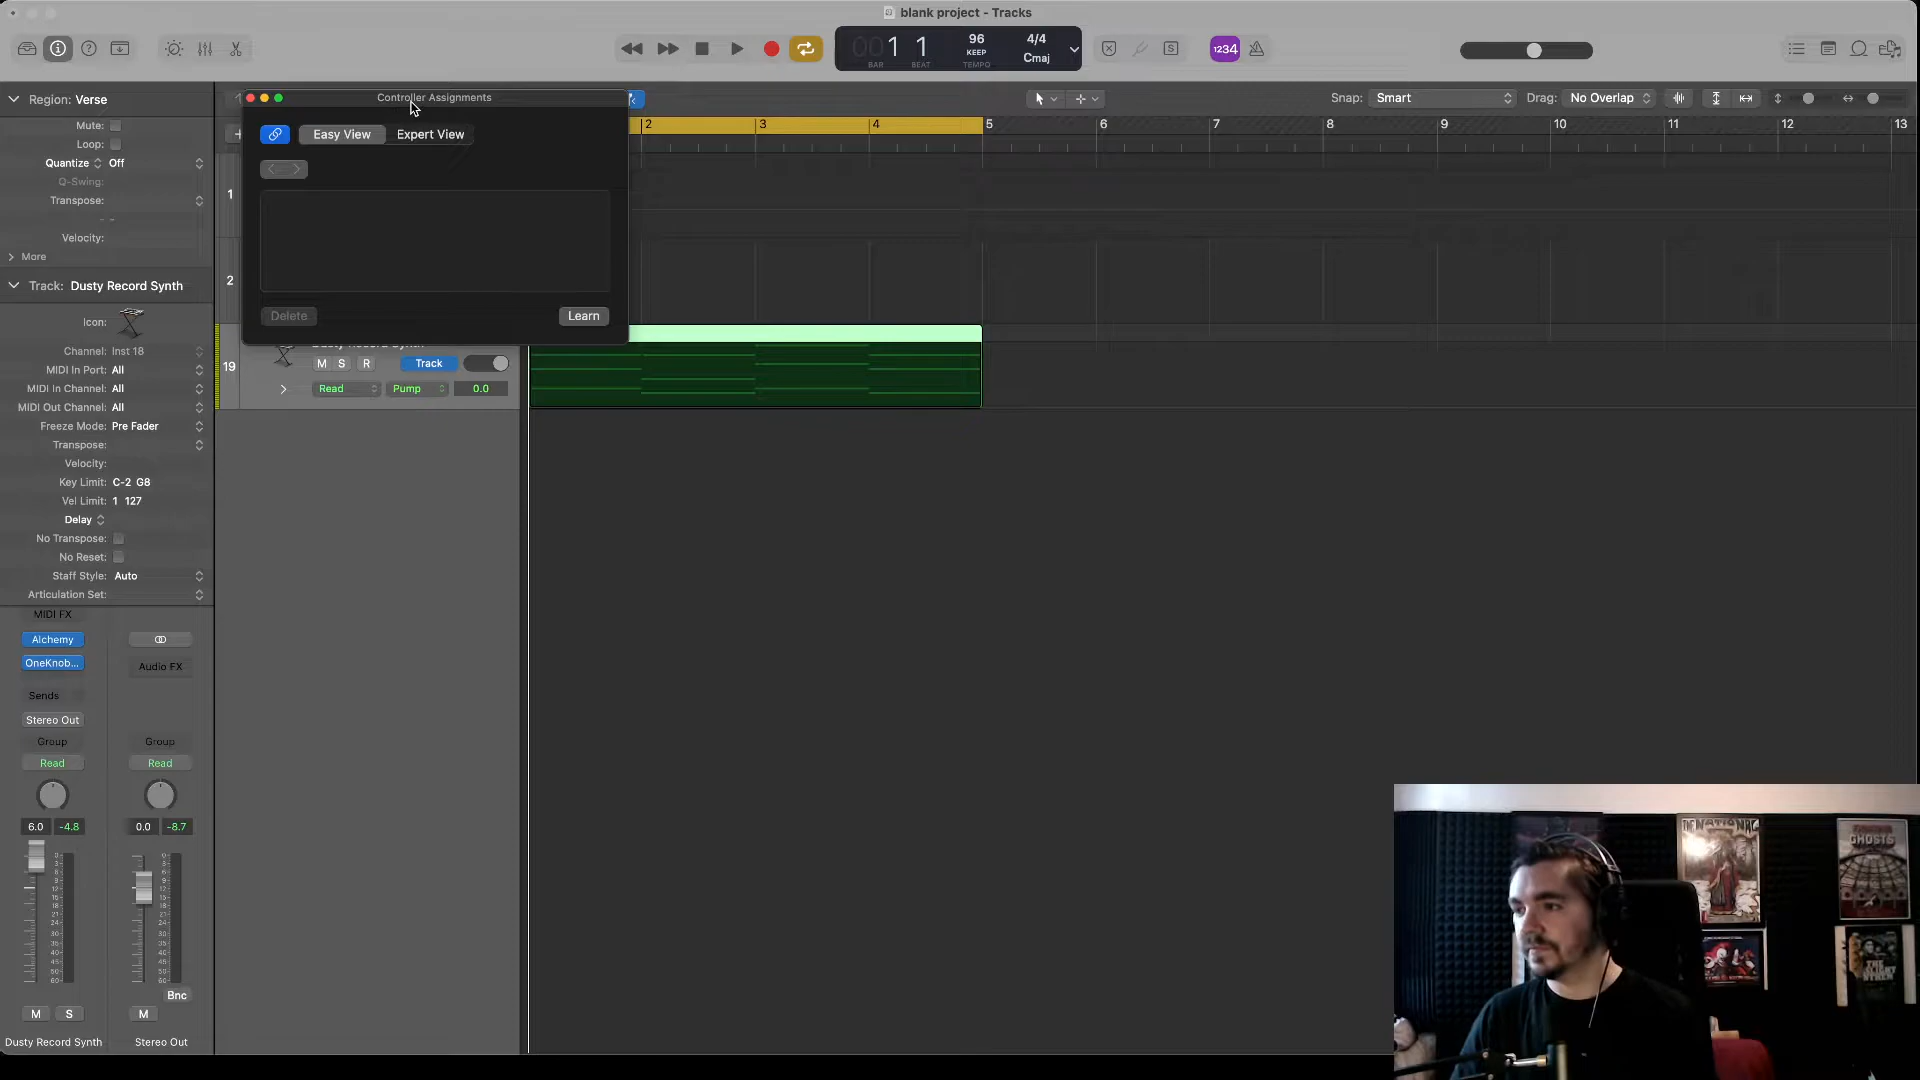 blank project - Tracks
00 1 1 96 4/4
KEEP Cmaj
BAR BEAT TEMPO
1234
S
Region: Verse
Controller Assignments
Snap: Smart Drag: No Overlap
Easy View Expert View
2 3 4 5 6 7 8 9 10 11 12 13
Mute:
Loop:
Quantize Off
Q-Swing:
Transpose:
Velocity:
More
1
2
Track: Dusty Record Synth
Delete Learn
Icon:
Channel: Inst 18
MIDI In Port: All
MIDI In Channel: All
MIDI Out Channel: All
Freeze Mode: Pre Fader
Transpose:
Velocity:
Key Limit: C-2 G8
Vel Limit: 1 127
Delay
No Transpose:
No Reset:
Staff Style: Auto
Articulation Set:
19
Dusty Record Synth
M S R Track
Read Pump 0.0
MIDI FX
Alchemy
OneKnob... Audio FX
Sends
Stereo Out
Group Group
Read Read
6.0 -4.8 0.0 -8.7
Bnc
M S M
Dusty Record Synth Stereo Out
THE NATIONAL
GHOSTS